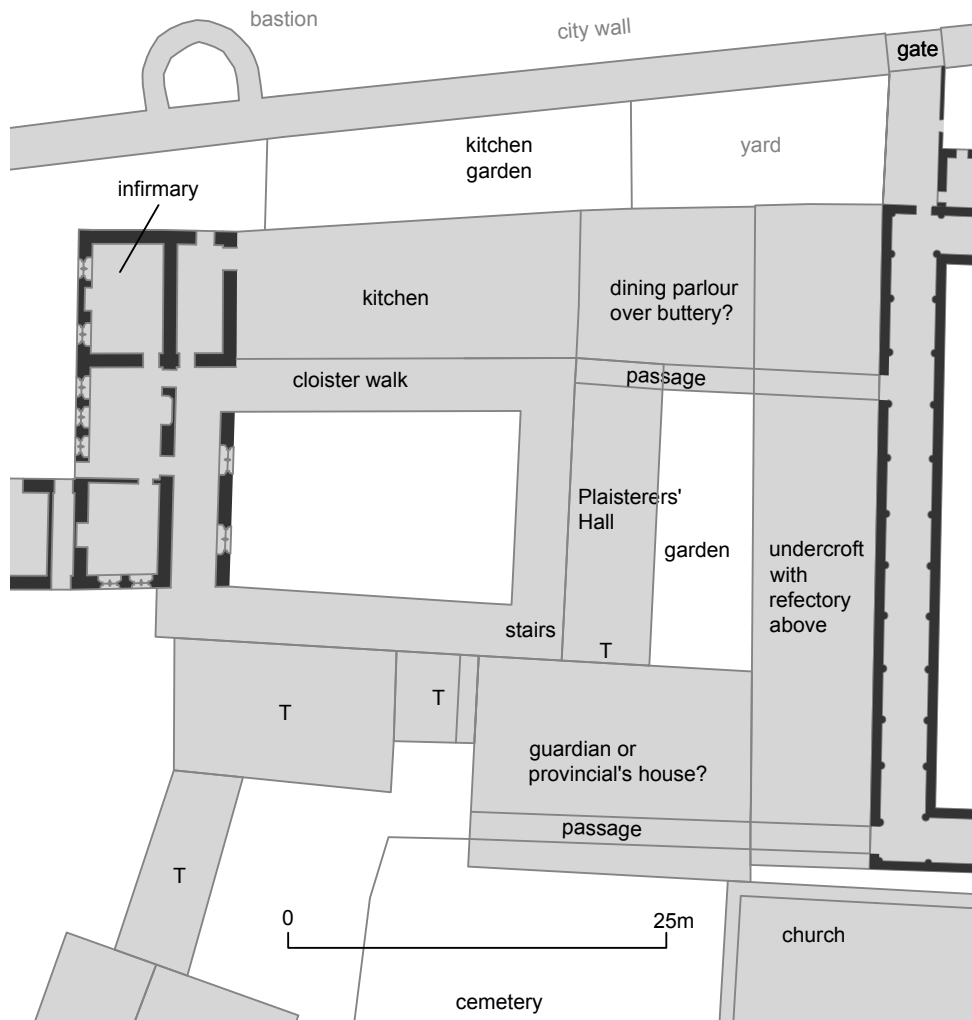 bastion
city wall
gate
kitchen
garden
yard
infirmary
kitchen
dining parlour
over buttery?
cloister walk
passage
Plaisterers'
Hall
garden
undercroft
with
refectory
above
stairs
T
T
T
guardian or
provincial's house?
passage
T
0
25m
church
cemetery